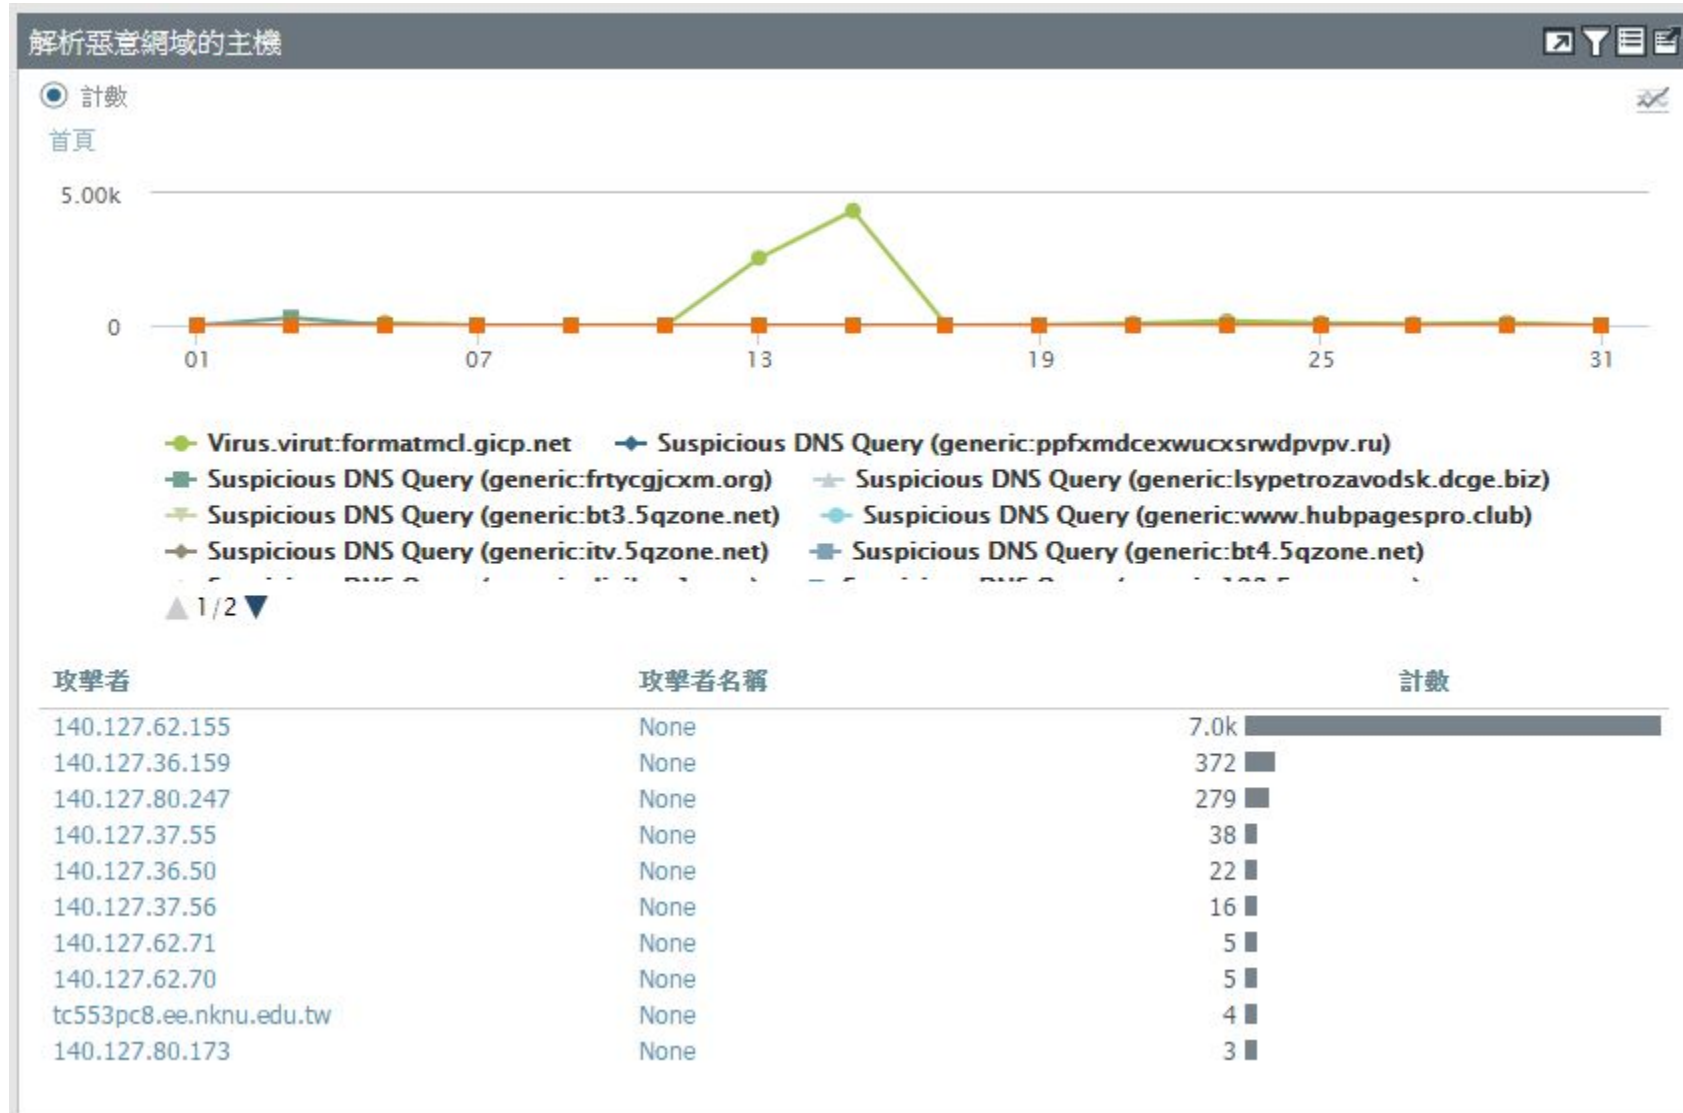 解析惡意網域的主機
計數
首頁
5.00k
0
01 07 13 19 25 31
Virus.virut:formatmcl.gicp.net Suspicious DNS Query (generic:ppfxmdcexwucxsrwdpvpv.ru)
Suspicious DNS Query (generic:frtycgjcxm.org) Suspicious DNS Query (generic:lsypetrozavodsk.dcge.biz)
Suspicious DNS Query (generic:bt3.5qzone.net) Suspicious DNS Query (generic:www.hubpagespro.club)
Suspicious DNS Query (generic:itv.5qzone.net) Suspicious DNS Query (generic:bt4.5qzone.net)
1/2
攻擊者 攻擊者名稱 計數
140.127.62.155 None 7.0k
140.127.36.159 None 372
140.127.80.247 None 279
140.127.37.55 None 38
140.127.36.50 None 22
140.127.37.56 None 16
140.127.62.71 None 5
140.127.62.70 None 5
tc553pc8.ee.nknu.edu.tw None 4
140.127.80.173 None 3